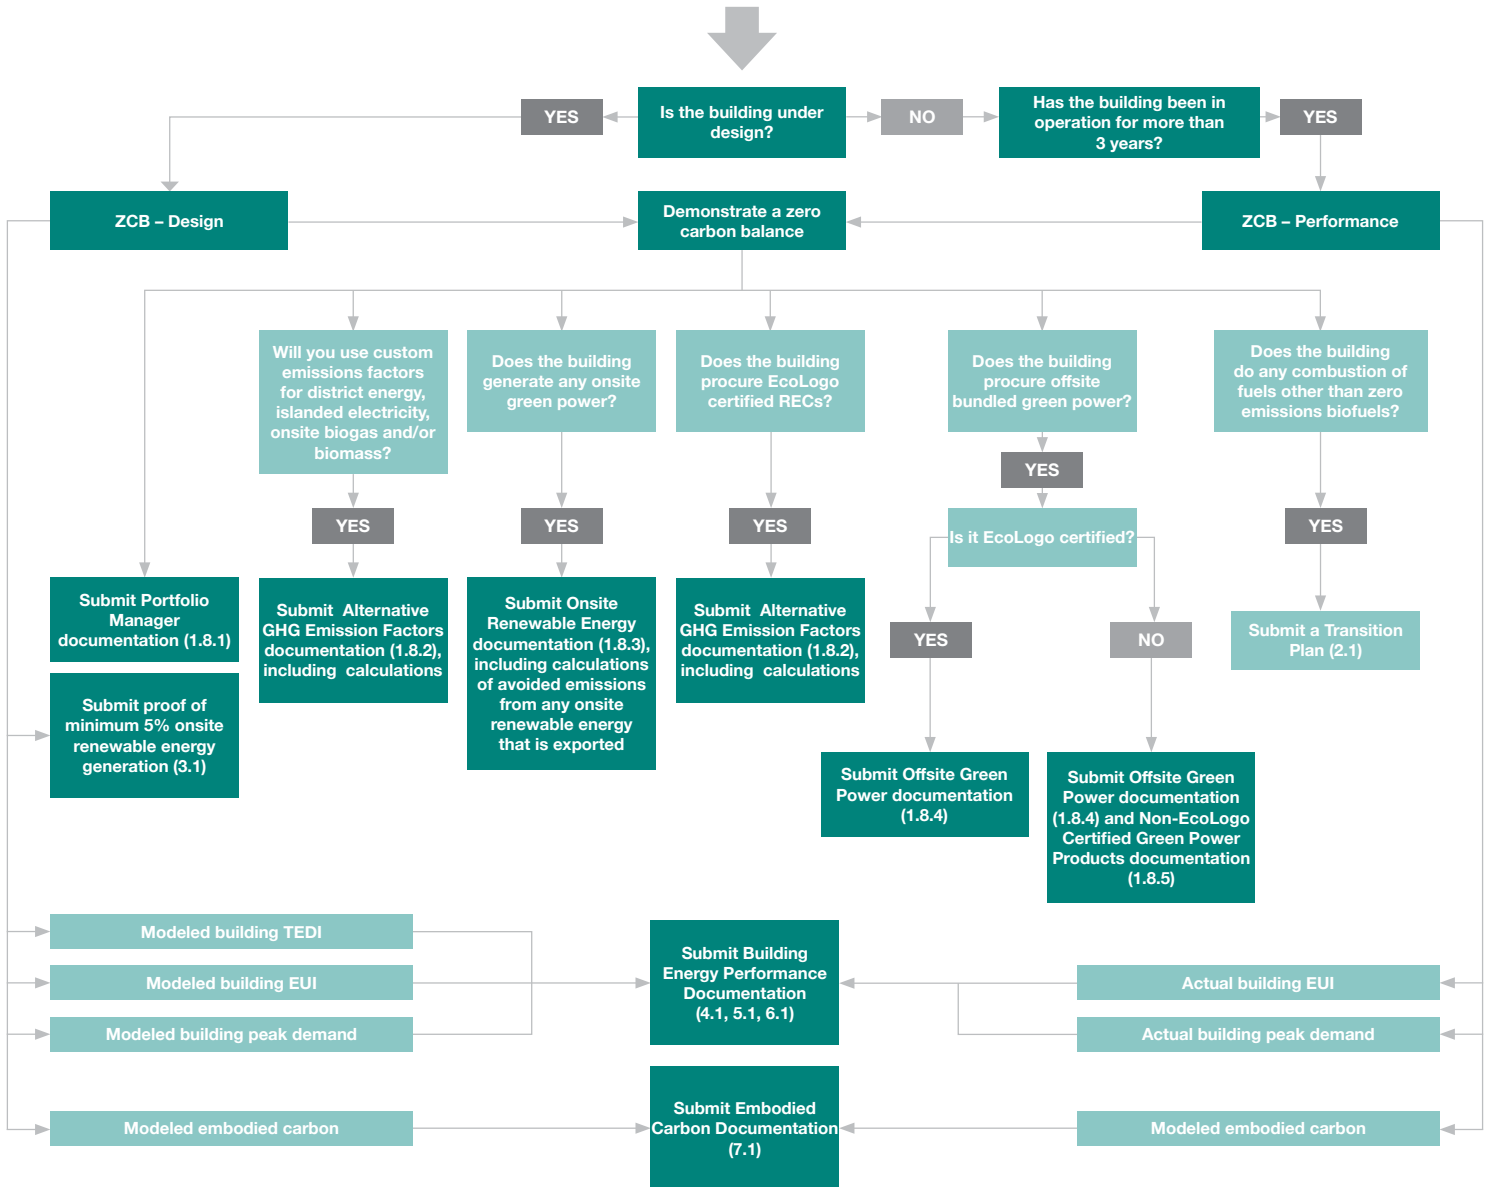 YES
Is the building under
design?
NO
Has the building been in
operation for more than
3 years?
YES
ZCB – Design
Demonstrate a zero
carbon balance
ZCB – Performance
Will you use custom
emissions factors
for district energy,
islanded electricity,
onsite biogas and/or
biomass?
Does the building
generate any onsite
green power?
Does the building
procure EcoLogo
certified RECs?
Does the building
procure offsite
bundled green power?
Does the building
do any combustion of
fuels other than zero
emissions biofuels?
YES
YES
YES
YES
Is it EcoLogo certified?
YES
Submit Portfolio
Manager
documentation (1.8.1)
Submit Alternative
GHG Emission Factors
documentation (1.8.2),
including calculations
Submit Onsite
Renewable Energy
documentation (1.8.3),
including calculations
of avoided emissions
from any onsite
renewable energy
that is exported
Submit Alternative
GHG Emission Factors
documentation (1.8.2),
including calculations
YES
NO
Submit a Transition
Plan (2.1)
Submit proof of
minimum 5% onsite
renewable energy
generation (3.1)
Submit Offsite Green
Power documentation
(1.8.4)
Submit Offsite Green
Power documentation
(1.8.4) and Non-EcoLogo
Certified Green Power
Products documentation
(1.8.5)
Modeled building TEDI
Modeled building EUI
Modeled building peak demand
Submit Building
Energy Performance
Documentation
(4.1, 5.1, 6.1)
Actual building EUI
Actual building peak demand
Modeled embodied carbon
Submit Embodied
Carbon Documentation
(7.1)
Modeled embodied carbon